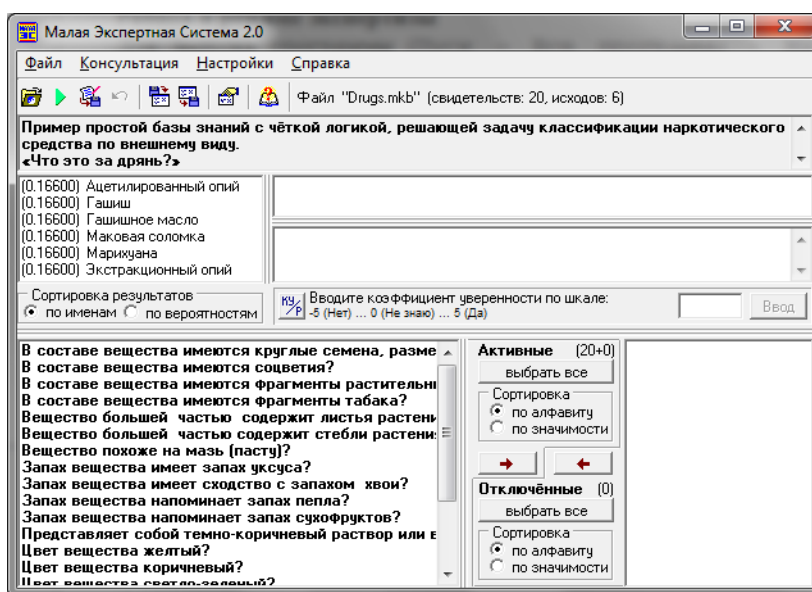 Малая Экспертная Система 2.0
Файл Консультация Настройки Справка
Файл "Drugs.mkb" (свидетельств: 20, исходов: 6)
Пример простой базы знаний с чёткой логикой, решающей задачу классификации наркотического
средства по внешнему виду.
«Что это за дрянь?»
(0.16600) Ацетилированный опий
(0.16600) Гашиш
(0.16600) Гашишное масло
(0.16600) Маковая соломка
(0.16600) Марихуана
(0.16600) Экстракционный опий
Сортировка результатов
по именам по вероятностям
КУ/Р
Вводите коэффициент уверенности по шкале:
-5 (Нет) ... 0 (Не знаю) ... 5 (Да)
Ввод
В составе вещества имеются круглые семена, разме
В составе вещества имеются соцветия?
В составе вещества имеются фрагменты растительн
В составе вещества имеются фрагменты табака?
Вещество большей частью содержит листья растени
Вещество большей частью содержит стебли растени
Вещество похоже на мазь (пасту)?
Запах вещества имеет запах уксуса?
Запах вещества имеет сходство с запахом хвои?
Запах вещества напоминает запах пепла?
Запах вещества напоминает запах сухофруктов?
Представляет собой темно-коричневый раствор или в
Цвет вещества желтый?
Цвет вещества коричневый?
Цвет вещества светло-зеленый?
Активные (20+0)
выбрать все
Сортировка
по алфавиту
по значимости
Отключённые (0)
выбрать все
Сортировка
по алфавиту
по значимости